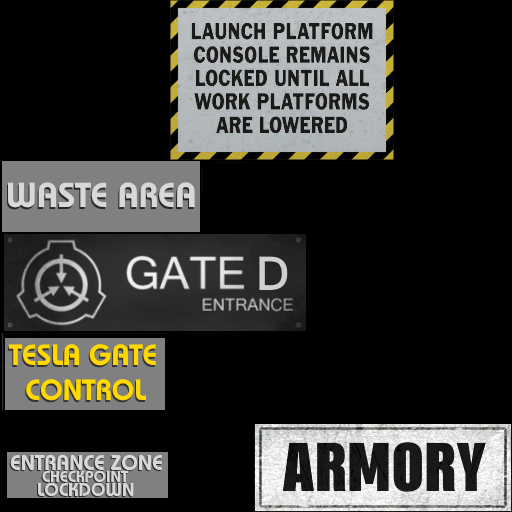 LAUNCH PLATFORM
CONSOLE REMAINS
LOCKED UNTIL ALL
WORK PLATFORMS
ARE LOWERED
WASTE AREA
GATE D
ENTRANCE
TESLA GATE
CONTROL
ENTRANCE ZONE
CHECKPOINT
LOCKDOWN
ARMORY